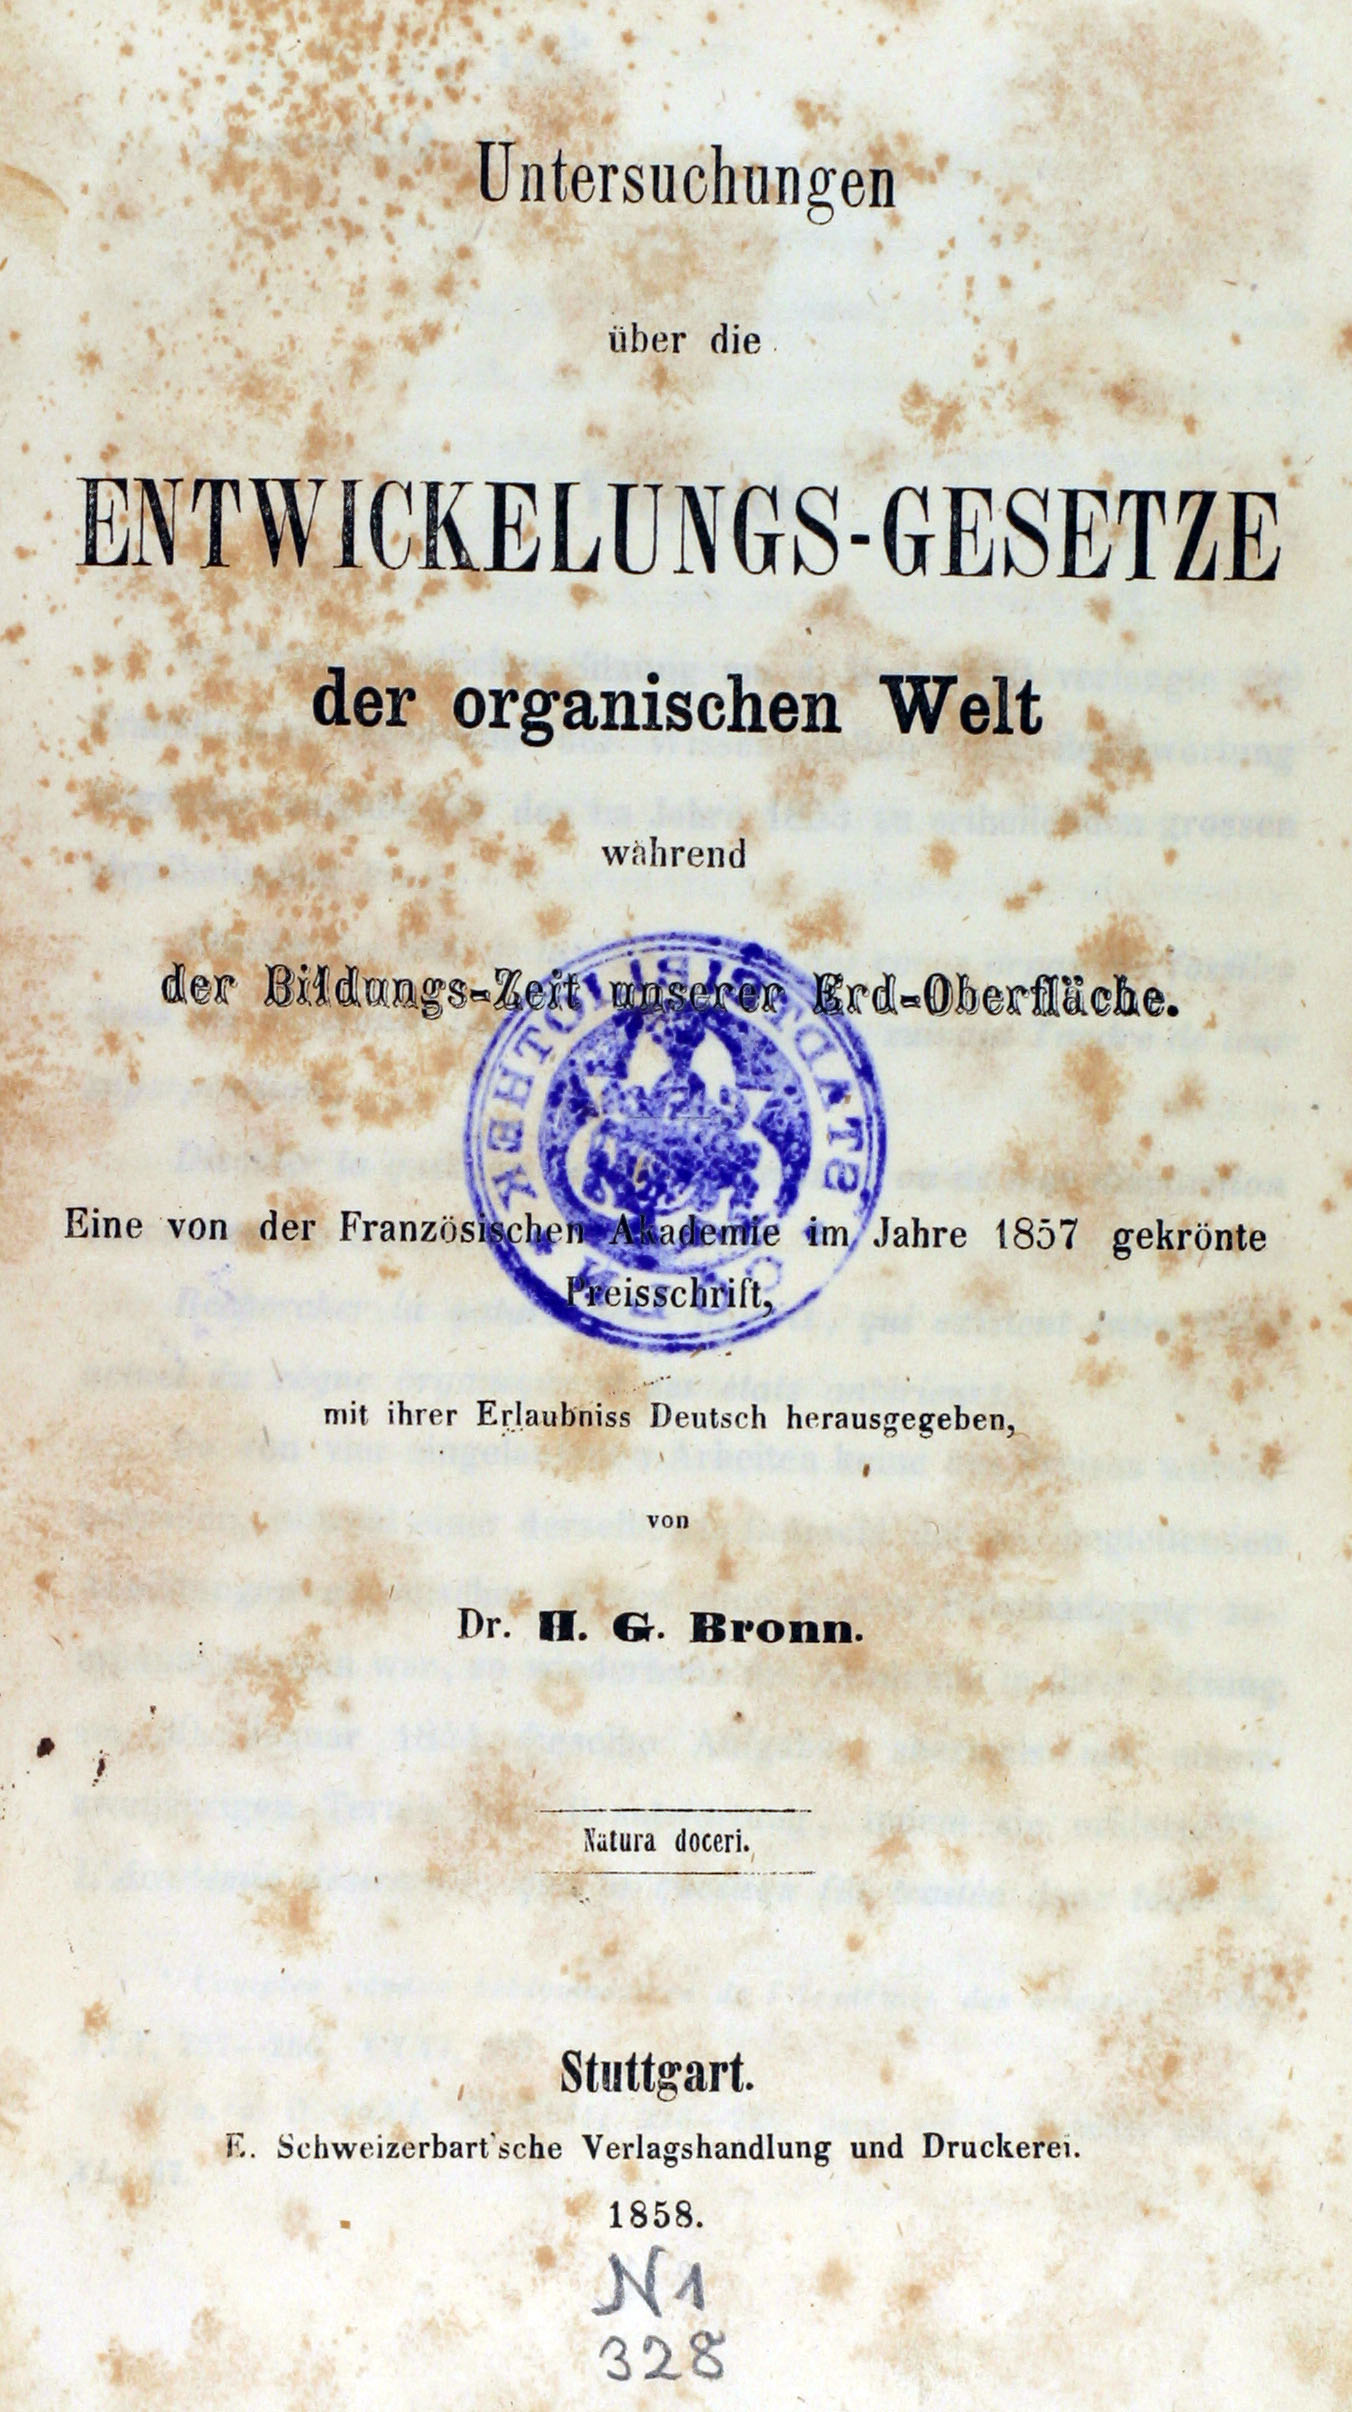 Untersuchungen
über die
ENTWICKELUNGS-GESETZE
der organischen Welt
während
der Bildungs-Zeit unserer Erd-Oberfläche.
Eine von der Französischen Akademie im Jahre 1857 gekrönte
Preisschrift,
mit ihrer Erlaubniss Deutsch herausgegeben,
von
Dr. H. G. Bronn.
Natura doceri.
Stuttgart.
E. Schweizerbart'sche Verlagshandlung und Druckerei.
1858.
N1
328